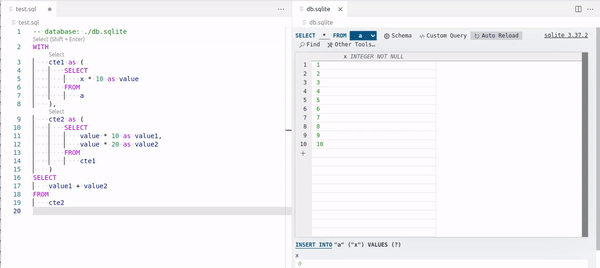 test.sql
test.sql
1 -- database: ./db.sqlite
Select (Shift + Enter)
2 WITH
Select
3 cte1 as (
4 SELECT
5 x * 10 as value
6 FROM
7 a
8 ),
Select
9 cte2 as (
10 SELECT
11 value * 10 as value1,
12 value * 20 as value2
13 FROM
14 cte1
15 )
16 SELECT
17 value1 + value2
18 FROM
19 cte2
20
db.sqlite
db.sqlite
SELECT * FROM a Schema Custom Query Auto Reload sqlite 3.37.2
Find Other Tools…
x INTEGER NOT NULL
1 1
2 2
3 3
4 4
5 5
6 6
7 7
8 8
9 9
10 10
+
INSERT INTO "a" ("x") VALUES (?)
x
0